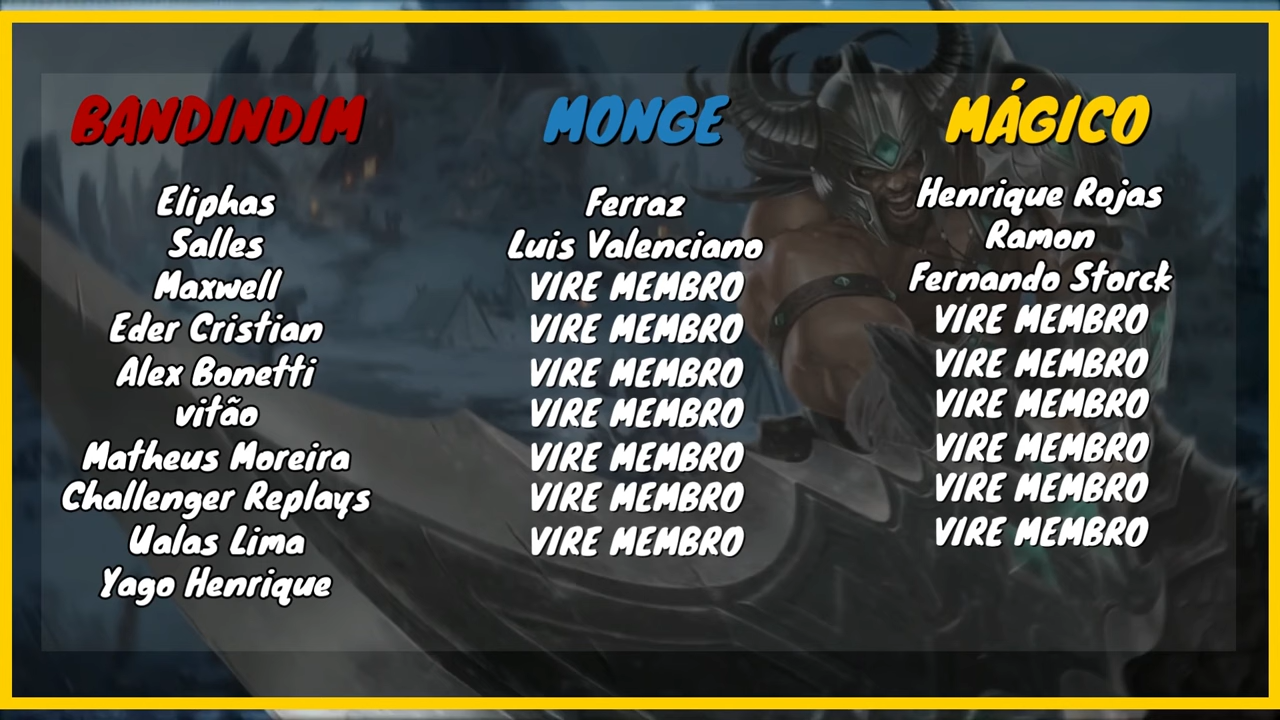 BANDINDIM
Eliphas
Salles
Maxwell
Eder Cristian
Alex Bonetti
vitão
Matheus Moreira
Challenger Replays
Ualas Lima
Yago Henrique
MONGE
Ferraz
Luis Valenciano
VIRE MEMBRO
VIRE MEMBRO
VIRE MEMBRO
VIRE MEMBRO
VIRE MEMBRO
VIRE MEMBRO
VIRE MEMBRO
MÁGICO
Henrique Rojas
Ramon
Fernando Storck
VIRE MEMBRO
VIRE MEMBRO
VIRE MEMBRO
VIRE MEMBRO
VIRE MEMBRO
VIRE MEMBRO